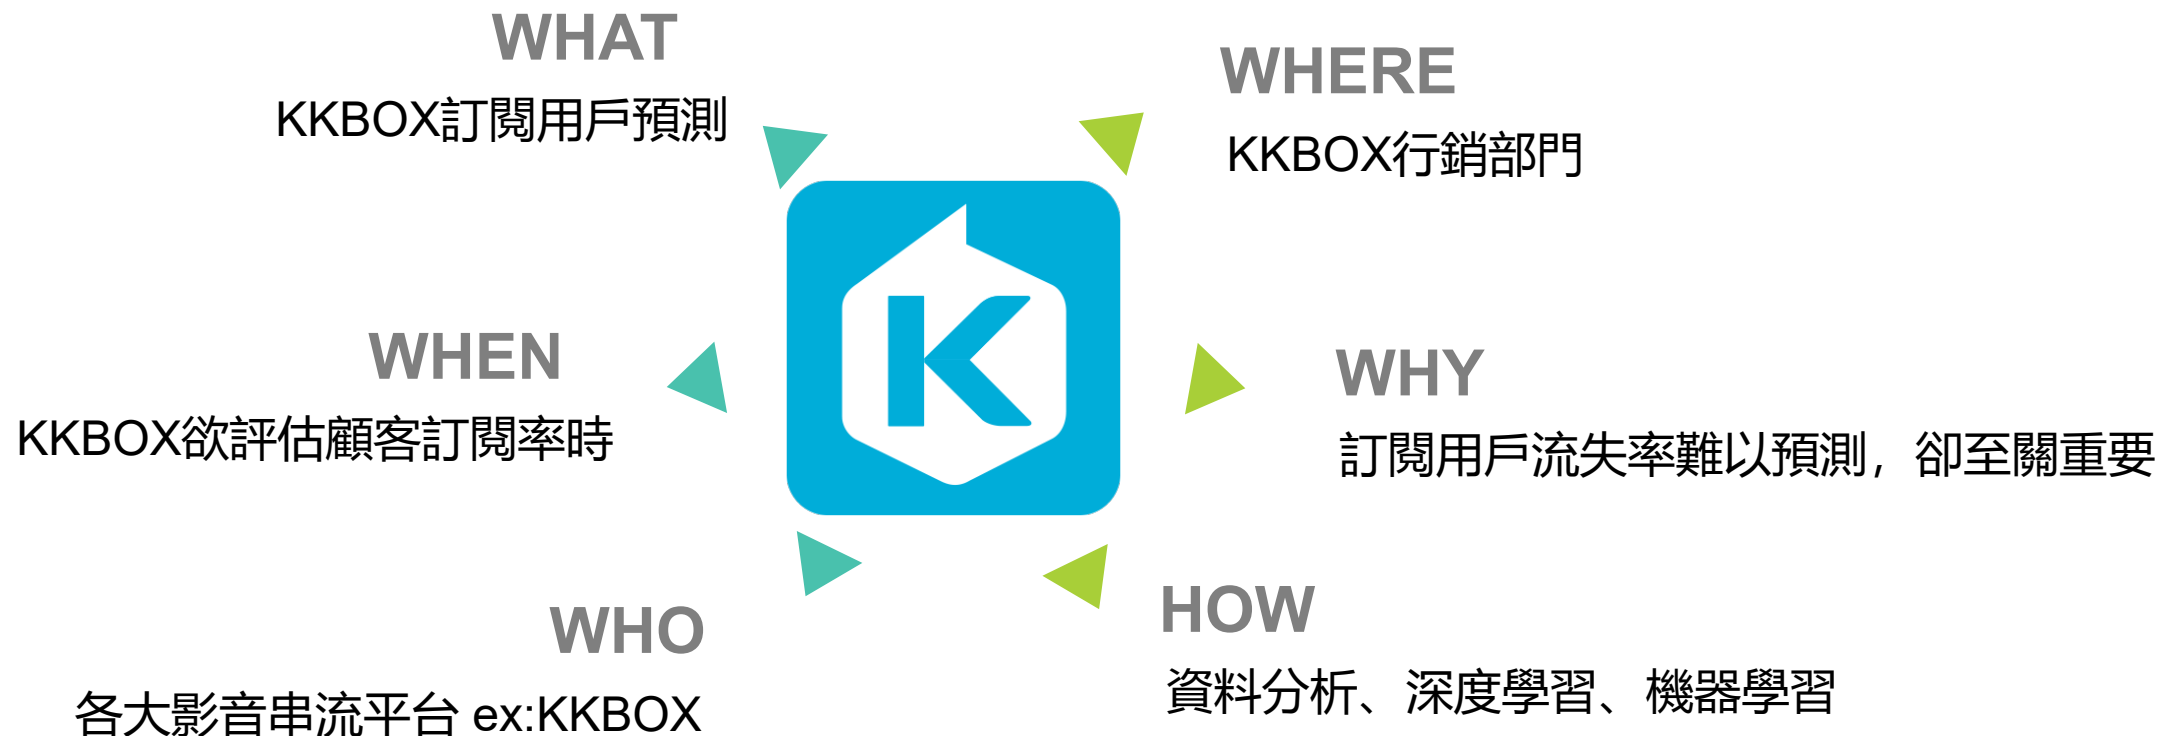 WHAT
KKBOX訂閱用戶預測
WHEN
KKBOX欲評估顧客訂閱率時
WHO
各大影音串流平台 ex:KKBOX
K
WHERE
KKBOX行銷部門
WHY
訂閱用戶流失率難以預測，卻至關重要
HOW
資料分析、深度學習、機器學習